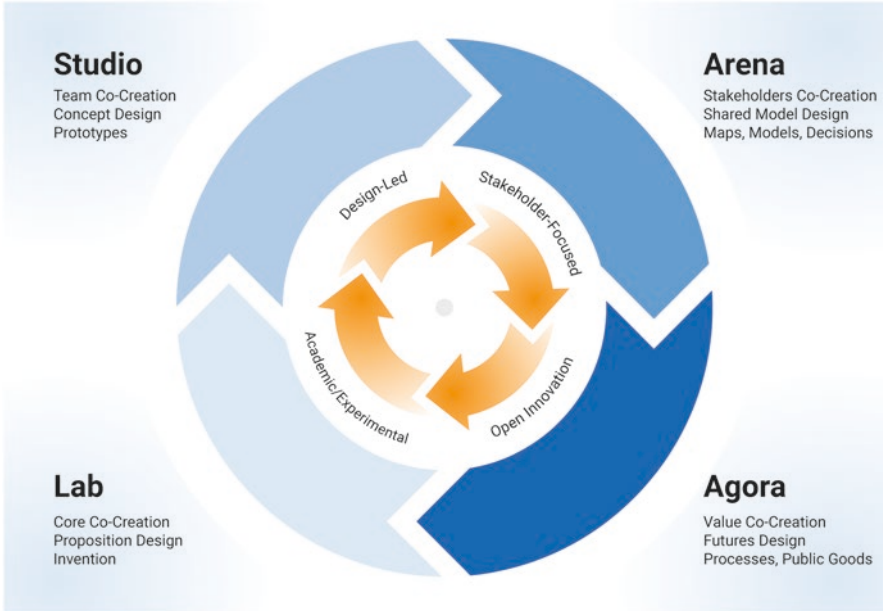 Studio
Team Co-Creation
Concept Design
Prototypes
Arena
Stakeholders Co-Creation
Shared Model Design
Maps, Models, Decisions
Design-Led
Stakeholder-Focused
Academic/Experimental
Open Innovation
Lab
Core Co-Creation
Proposition Design
Invention
Agora
Value Co-Creation
Futures Design
Processes, Public Goods